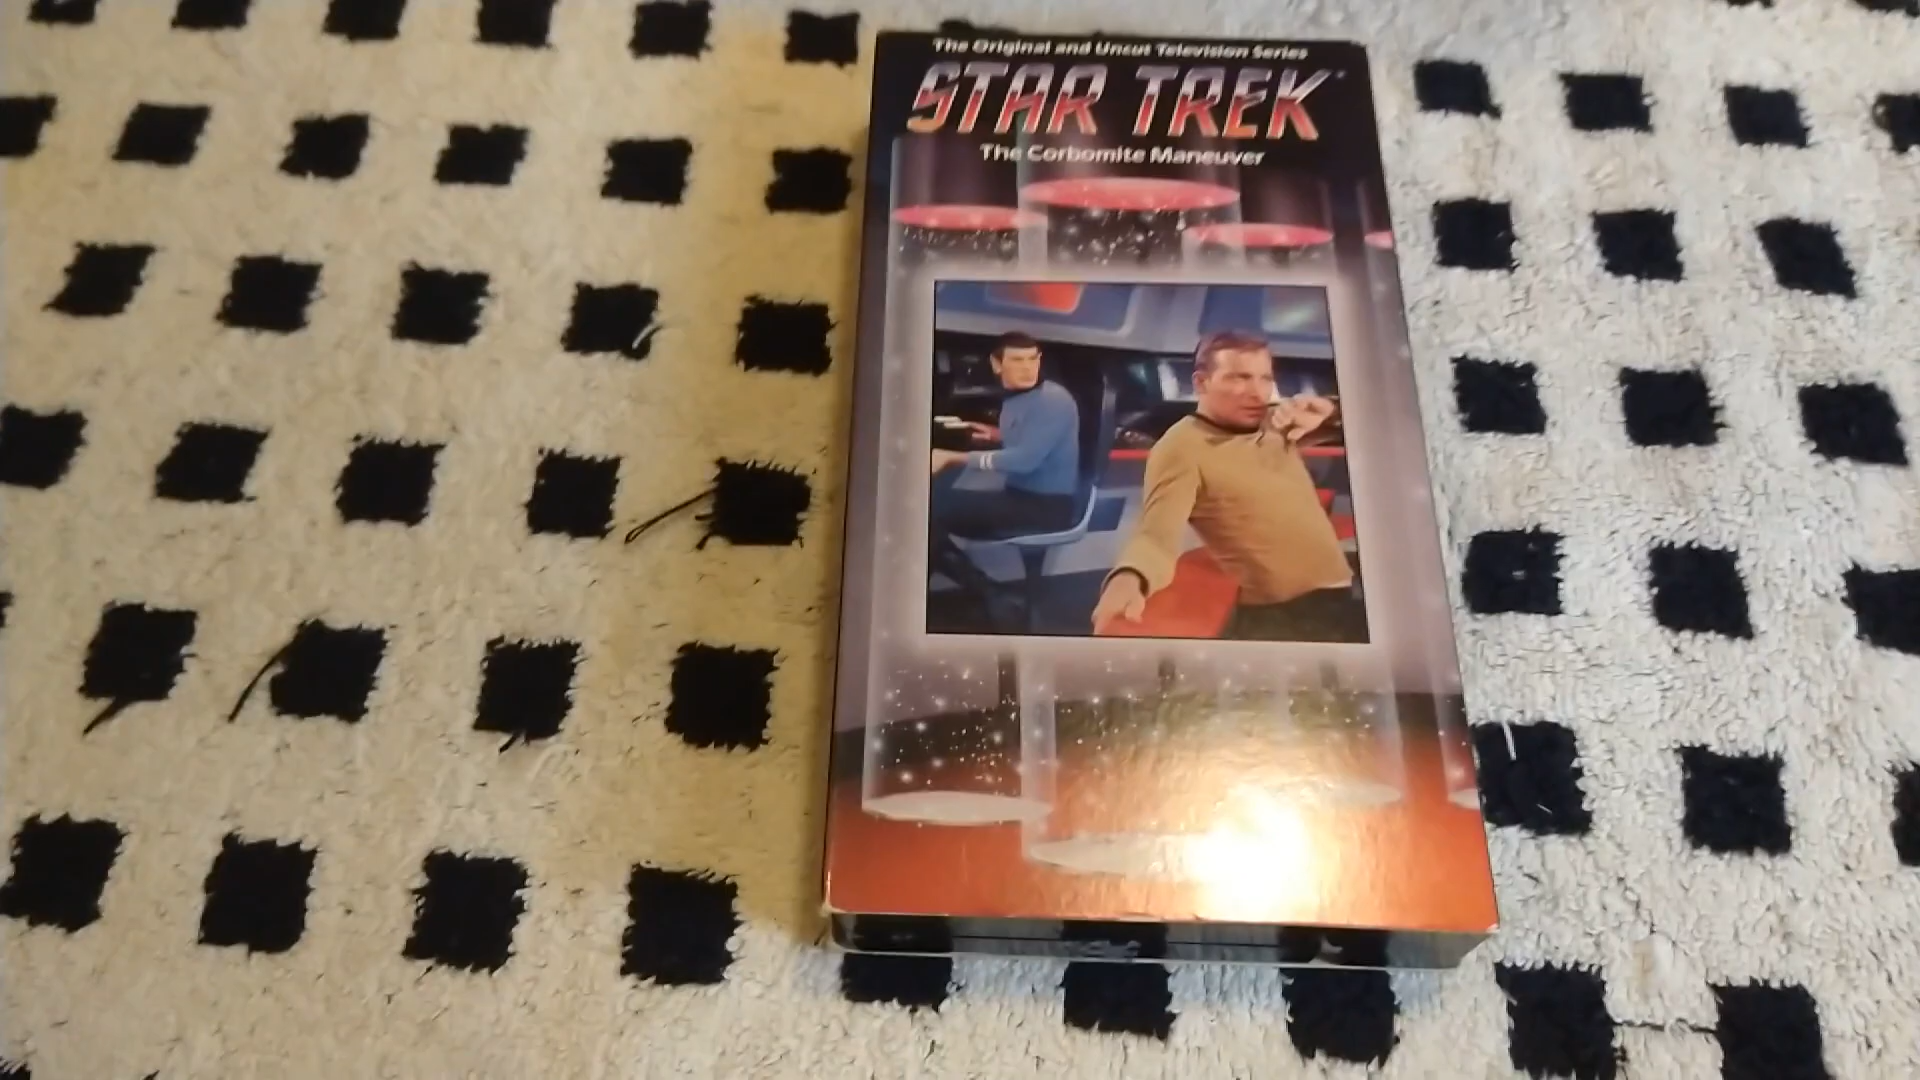 The Original and Uncut Television Series
STAR TREK
The Corbomite Maneuver